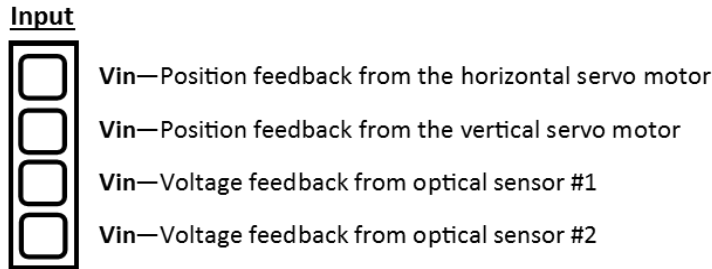 Input
Vin—Position feedback from the horizontal servo motor
Vin—Position feedback from the vertical servo motor
Vin—Voltage feedback from optical sensor #1
Vin—Voltage feedback from optical sensor #2